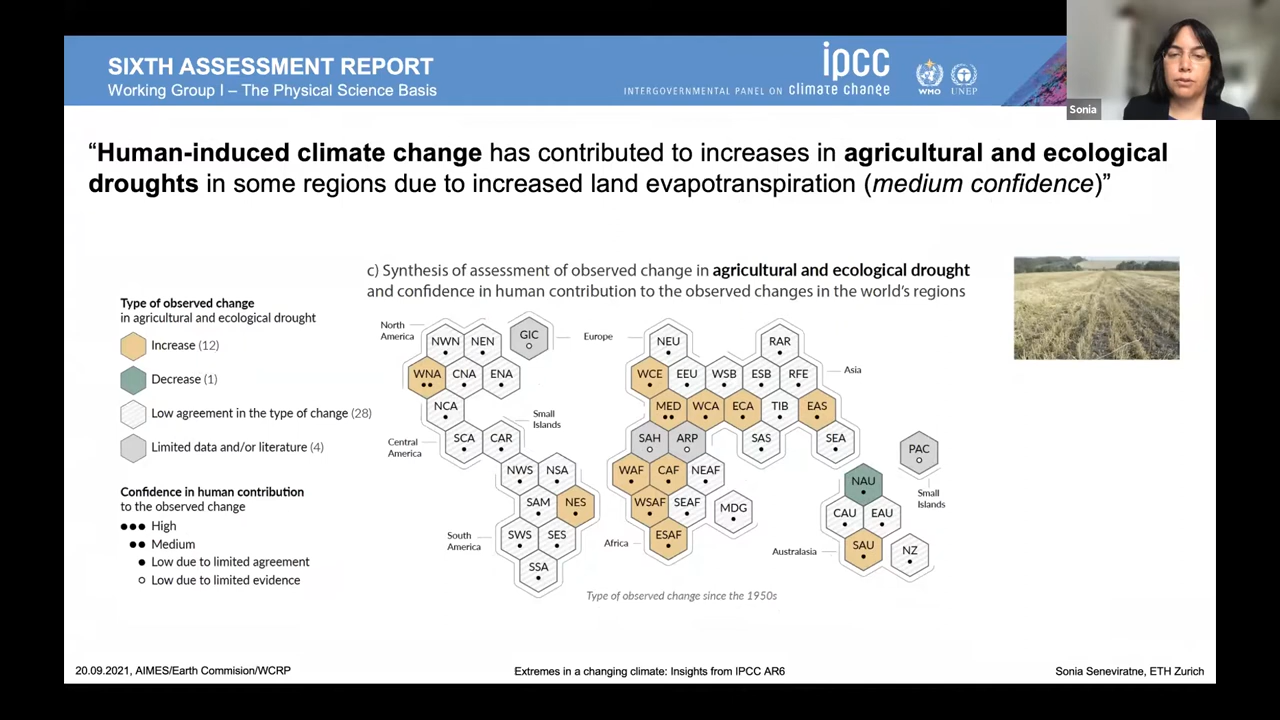 SIXTH ASSESSMENT REPORT
Working Group I – The Physical Science Basis
INTERGOVERNMENTAL PANEL ON climate change
ipcc
WMO
UNEP
Sonia
“Human-induced climate change has contributed to increases in agricultural and ecological
droughts in some regions due to increased land evapotranspiration (medium confidence)”
c) Synthesis of assessment of observed change in agricultural and ecological drought
and confidence in human contribution to the observed changes in the world's regions
Type of observed change
in agricultural and ecological drought
Increase (12)
Decrease (1)
Low agreement in the type of change (28)
Limited data and/or literature (4)
Confidence in human contribution
to the observed change
High
Medium
Low due to limited agreement
Low due to limited evidence
North
America
NWN
NEN
GIC
WNA
CNA
ENA
NCA
Small
Islands
Central
America
SCA
CAR
NWS
NSA
SAM
NES
South
America
SWS
SES
SSA
Europe
NEU
RAR
WCE
EEU
WSB
ESB
RFE
Asia
MED
WCA
ECA
TIB
EAS
SAH
ARP
SAS
SEA
WAF
CAF
NEAF
WSAF
SEAF
MDG
Africa
ESAF
PAC
Small
Islands
NAU
CAU
EAU
Australasia
SAU
NZ
Type of observed change since the 1950s
20.09.2021, AIMES/Earth Commision/WCRP
Extremes in a changing climate: Insights from IPCC AR6
Sonia Seneviratne, ETH Zurich